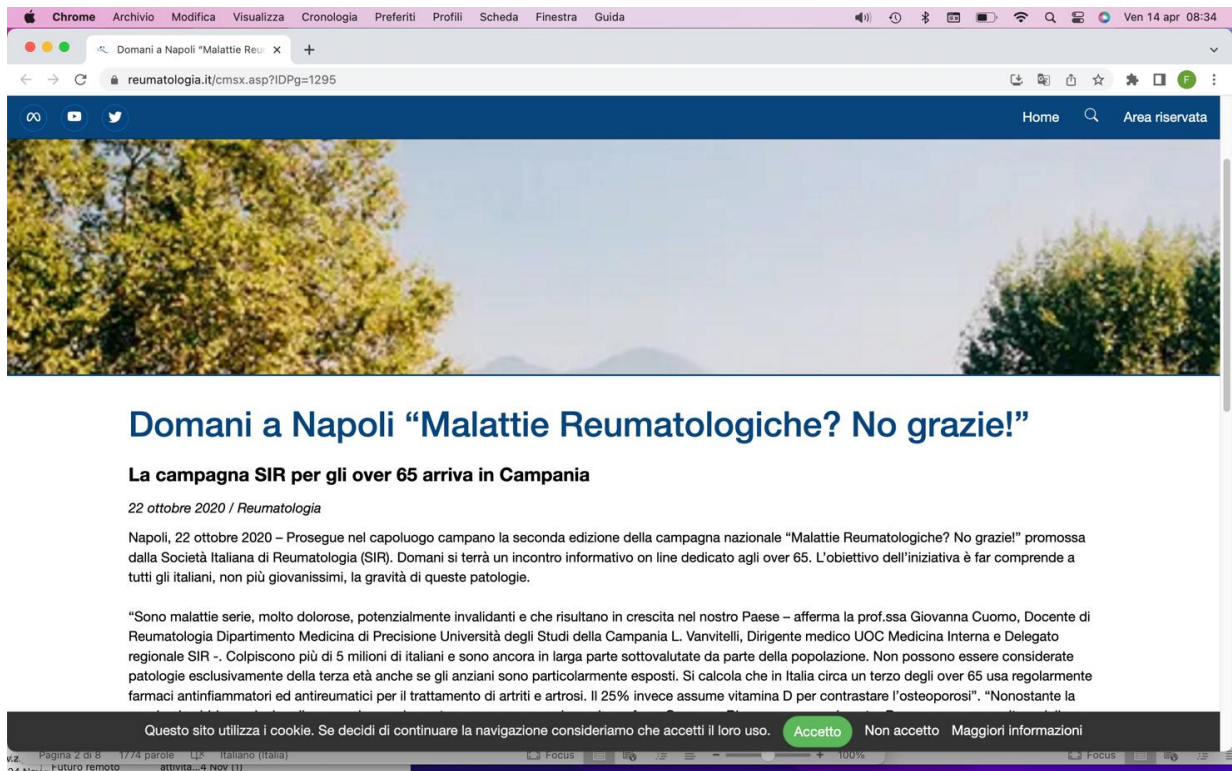 Chrome Archivio Modifica Visualizza Cronologia Preferiti Profili Scheda Finestra Guida Ven 14 apr 08:34
Domani a Napoli “Malattie Reu
reumatologia.it/cmsx.asp?IDPg=1295
F
Home Area riservata
Domani a Napoli “Malattie Reumatologiche? No grazie!”
La campagna SIR per gli over 65 arriva in Campania
22 ottobre 2020 / Reumatologia
Napoli, 22 ottobre 2020 – Prosegue nel capoluogo campano la seconda edizione della campagna nazionale “Malattie Reumatologiche? No grazie!” promossa
dalla Società Italiana di Reumatologia (SIR). Domani si terrà un incontro informativo on line dedicato agli over 65. L’obiettivo dell’iniziativa è far comprende a
tutti gli italiani, non più giovanissimi, la gravità di queste patologie.
“Sono malattie serie, molto dolorose, potenzialmente invalidanti e che risultano in crescita nel nostro Paese – afferma la prof.ssa Giovanna Cuomo, Docente di
Reumatologia Dipartimento Medicina di Precisione Università degli Studi della Campania L. Vanvitelli, Dirigente medico UOC Medicina Interna e Delegato
regionale SIR -. Colpiscono più di 5 milioni di italiani e sono ancora in larga parte sottovalutate da parte della popolazione. Non possono essere considerate
patologie esclusivamente della terza età anche se gli anziani sono particolarmente esposti. Si calcola che in Italia circa un terzo degli over 65 usa regolarmente
farmaci antinfiammatori ed antireumatici per il trattamento di artriti e artrosi. Il 25% invece assume vitamina D per contrastare l’osteoporosi”. “Nonostante la
Questo sito utilizza i cookie. Se decidi di continuare la navigazione consideriamo che accetti il loro uso. Accetto Non accetto Maggiori informazioni
Pagina 2 di 8 1774 parole Italiano (Italia) Focus 100% Focus
Futuro remoto attivita...4 Nov (1)